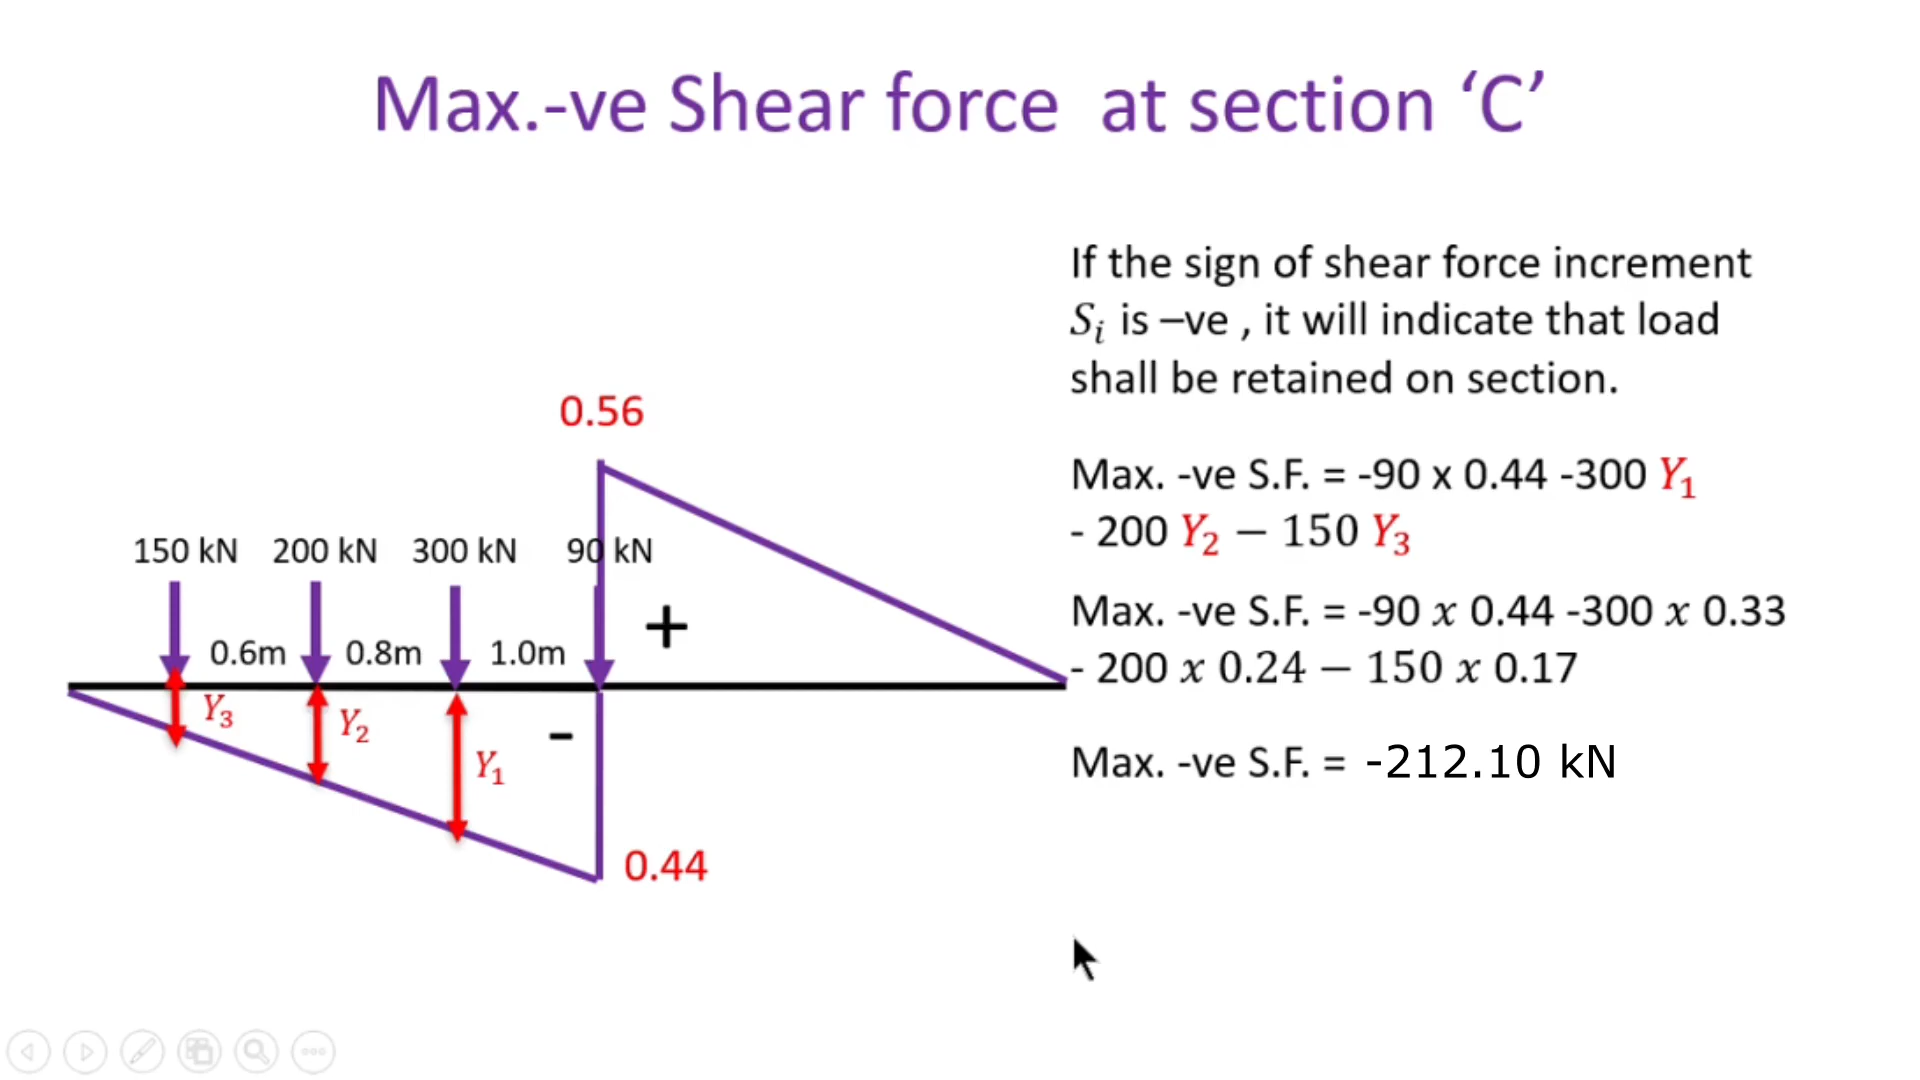 Max.-ve Shear force at section ‘C’
If the sign of shear force increment
Sᵢ is –ve , it will indicate that load
shall be retained on section.
0.56
Max. -ve S.F. = -90 x 0.44 -300 Y₁
- 200 Y₂ − 150 Y₃
150 kN 200 kN 300 kN 90 kN
Max. -ve S.F. = -90 x 0.44 -300 x 0.33
- 200 x 0.24 − 150 x 0.17
0.6m 0.8m 1.0m
+
Y₃ Y₂ Y₁
-
Max. -ve S.F. = -212.10 kN
0.44